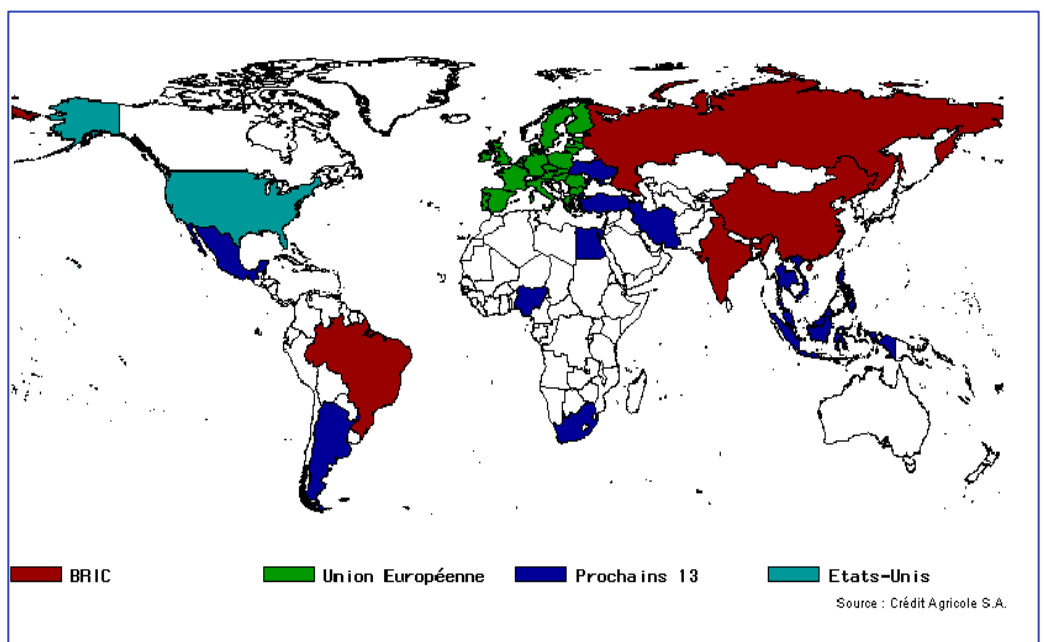 BRIC Union Européenne Prochains 13 Etats-Unis
Source : Crédit Agricole S.A.